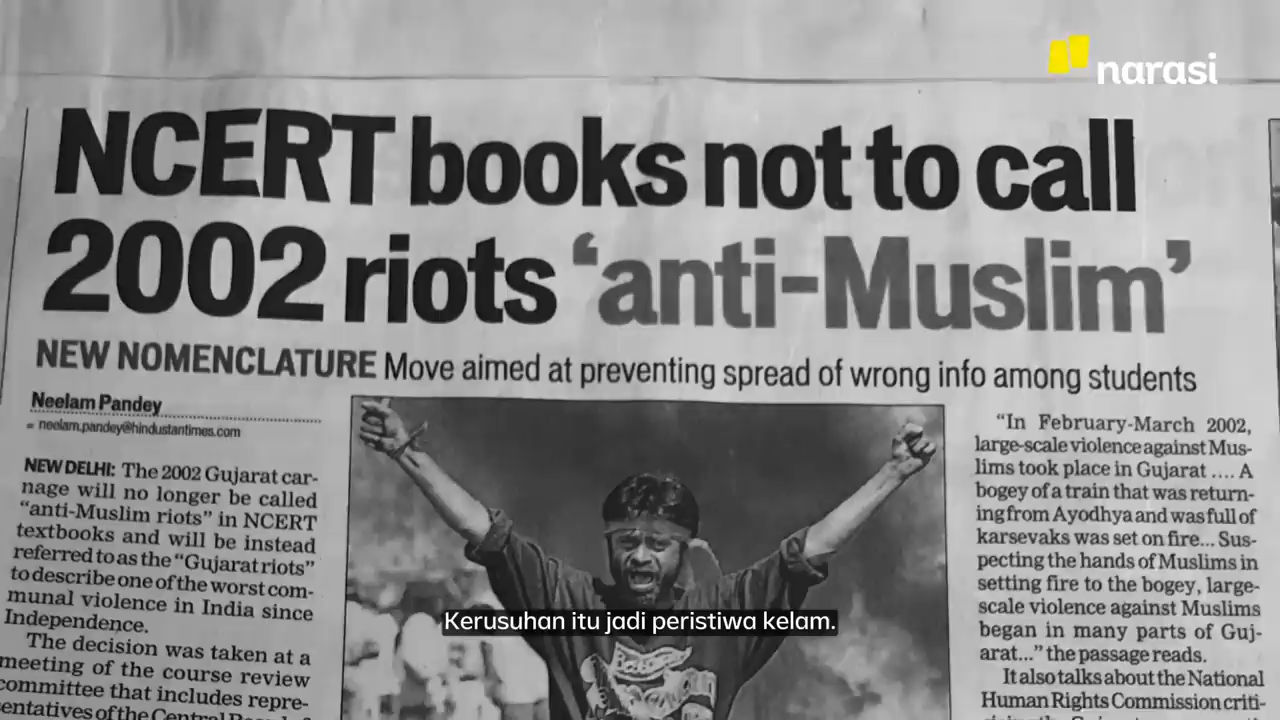 narasi
NCERT books not to call
2002 riots ‘anti-Muslim’
NEW NOMENCLATURE Move aimed at preventing spread of wrong info among students
Neelam Pandey
neelam.pandey@hindustantimes.com
NEW DELHI: The 2002 Gujarat car-
nage will no longer be called
“anti-Muslim riots” in NCERT
textbooks and will be instead
referred to as the “Gujarat riots”
to describe one of the worst com-
munal violence in India since
Independence.
The decision was taken at a
meeting of the course review
committee that includes repre-
sentatives of the Central
“In February-March 2002,
large-scale violence against Mus-
lims took place in Gujarat .... A
bogey of a train that was return-
ing from Ayodhya and was full of
karsevaks was set on fire... Sus-
pecting the hands of Muslims in
setting fire to the bogey, large-
scale violence against Muslims
began in many parts of Guj-
arat...” the passage reads.
It also talks about the National
Human Rights Commission criti-
Kerusuhan itu jadi peristiwa kelam.